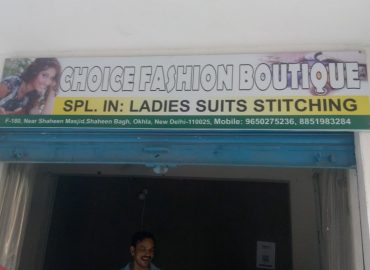 CHOICE FASHION BOUTIQUE
SPL. IN: LADIES SUITS STITCHING
F-180, Near Shaheen Masjid,Shaheen Bagh, Okhla, New Delhi-110025, Mobile: 9650275236, 8851983284